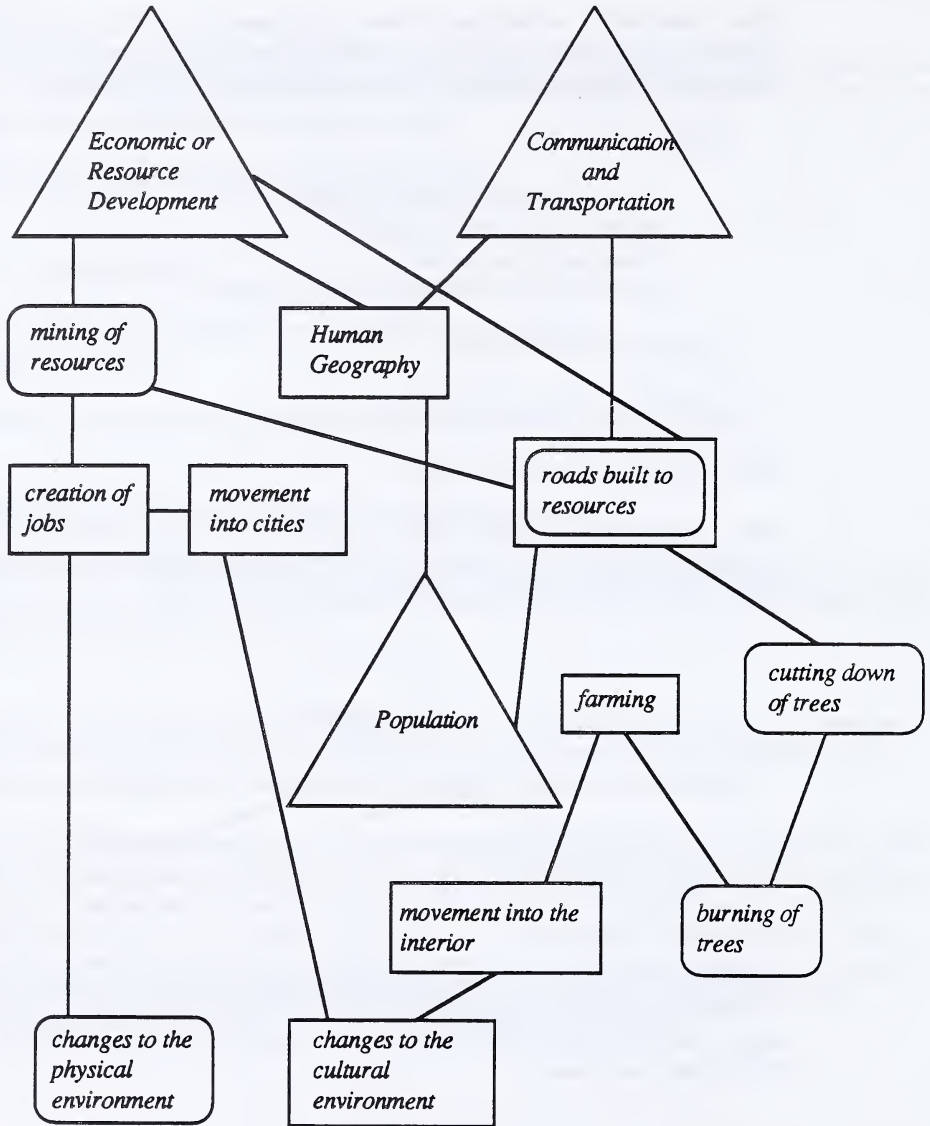 Economic or
Resource
Development
Communication
and
Transportation
mining of
resources
Human
Geography
roads built to
resources
creation of
jobs
movement
into cities
cutting down
of trees
farming
Population
movement into the
interior
burning of
trees
changes to the
physical
environment
changes to the
cultural
environment